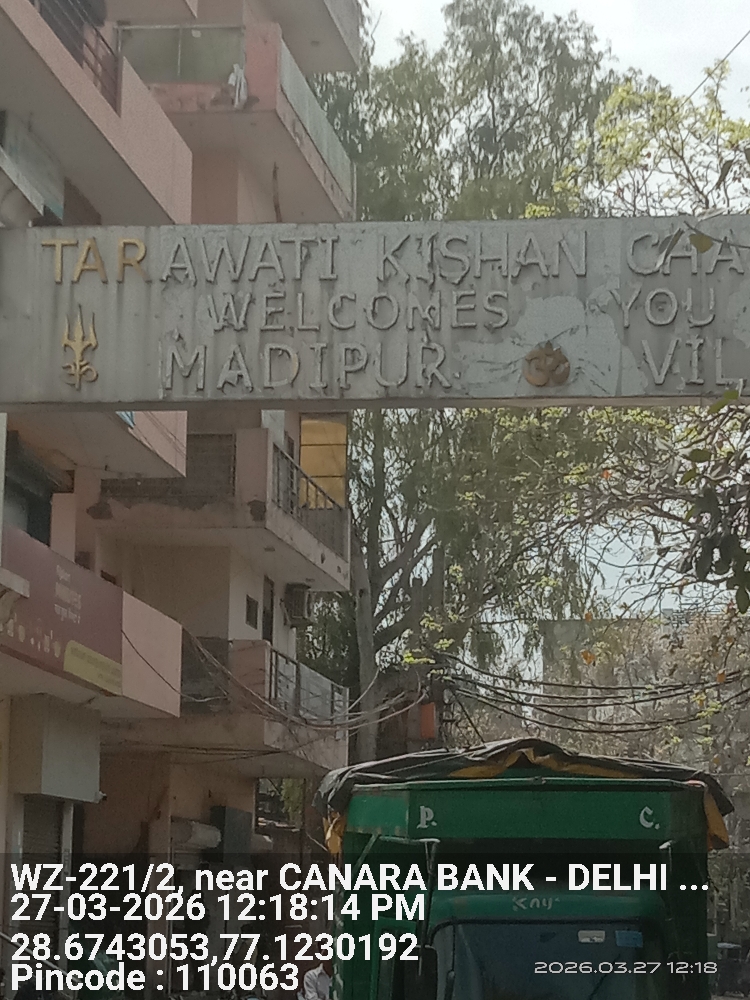 TARAWATI KISHAN CHA
WELCOMES YOU
MADIPUR ॐ VIL
P. C.
WZ-221/2, near CANARA BANK - DELHI ...
27-03-2026 12:18:14 PM
28.6743053,77.1230192
Pincode : 110063
2026.03.27 12:18